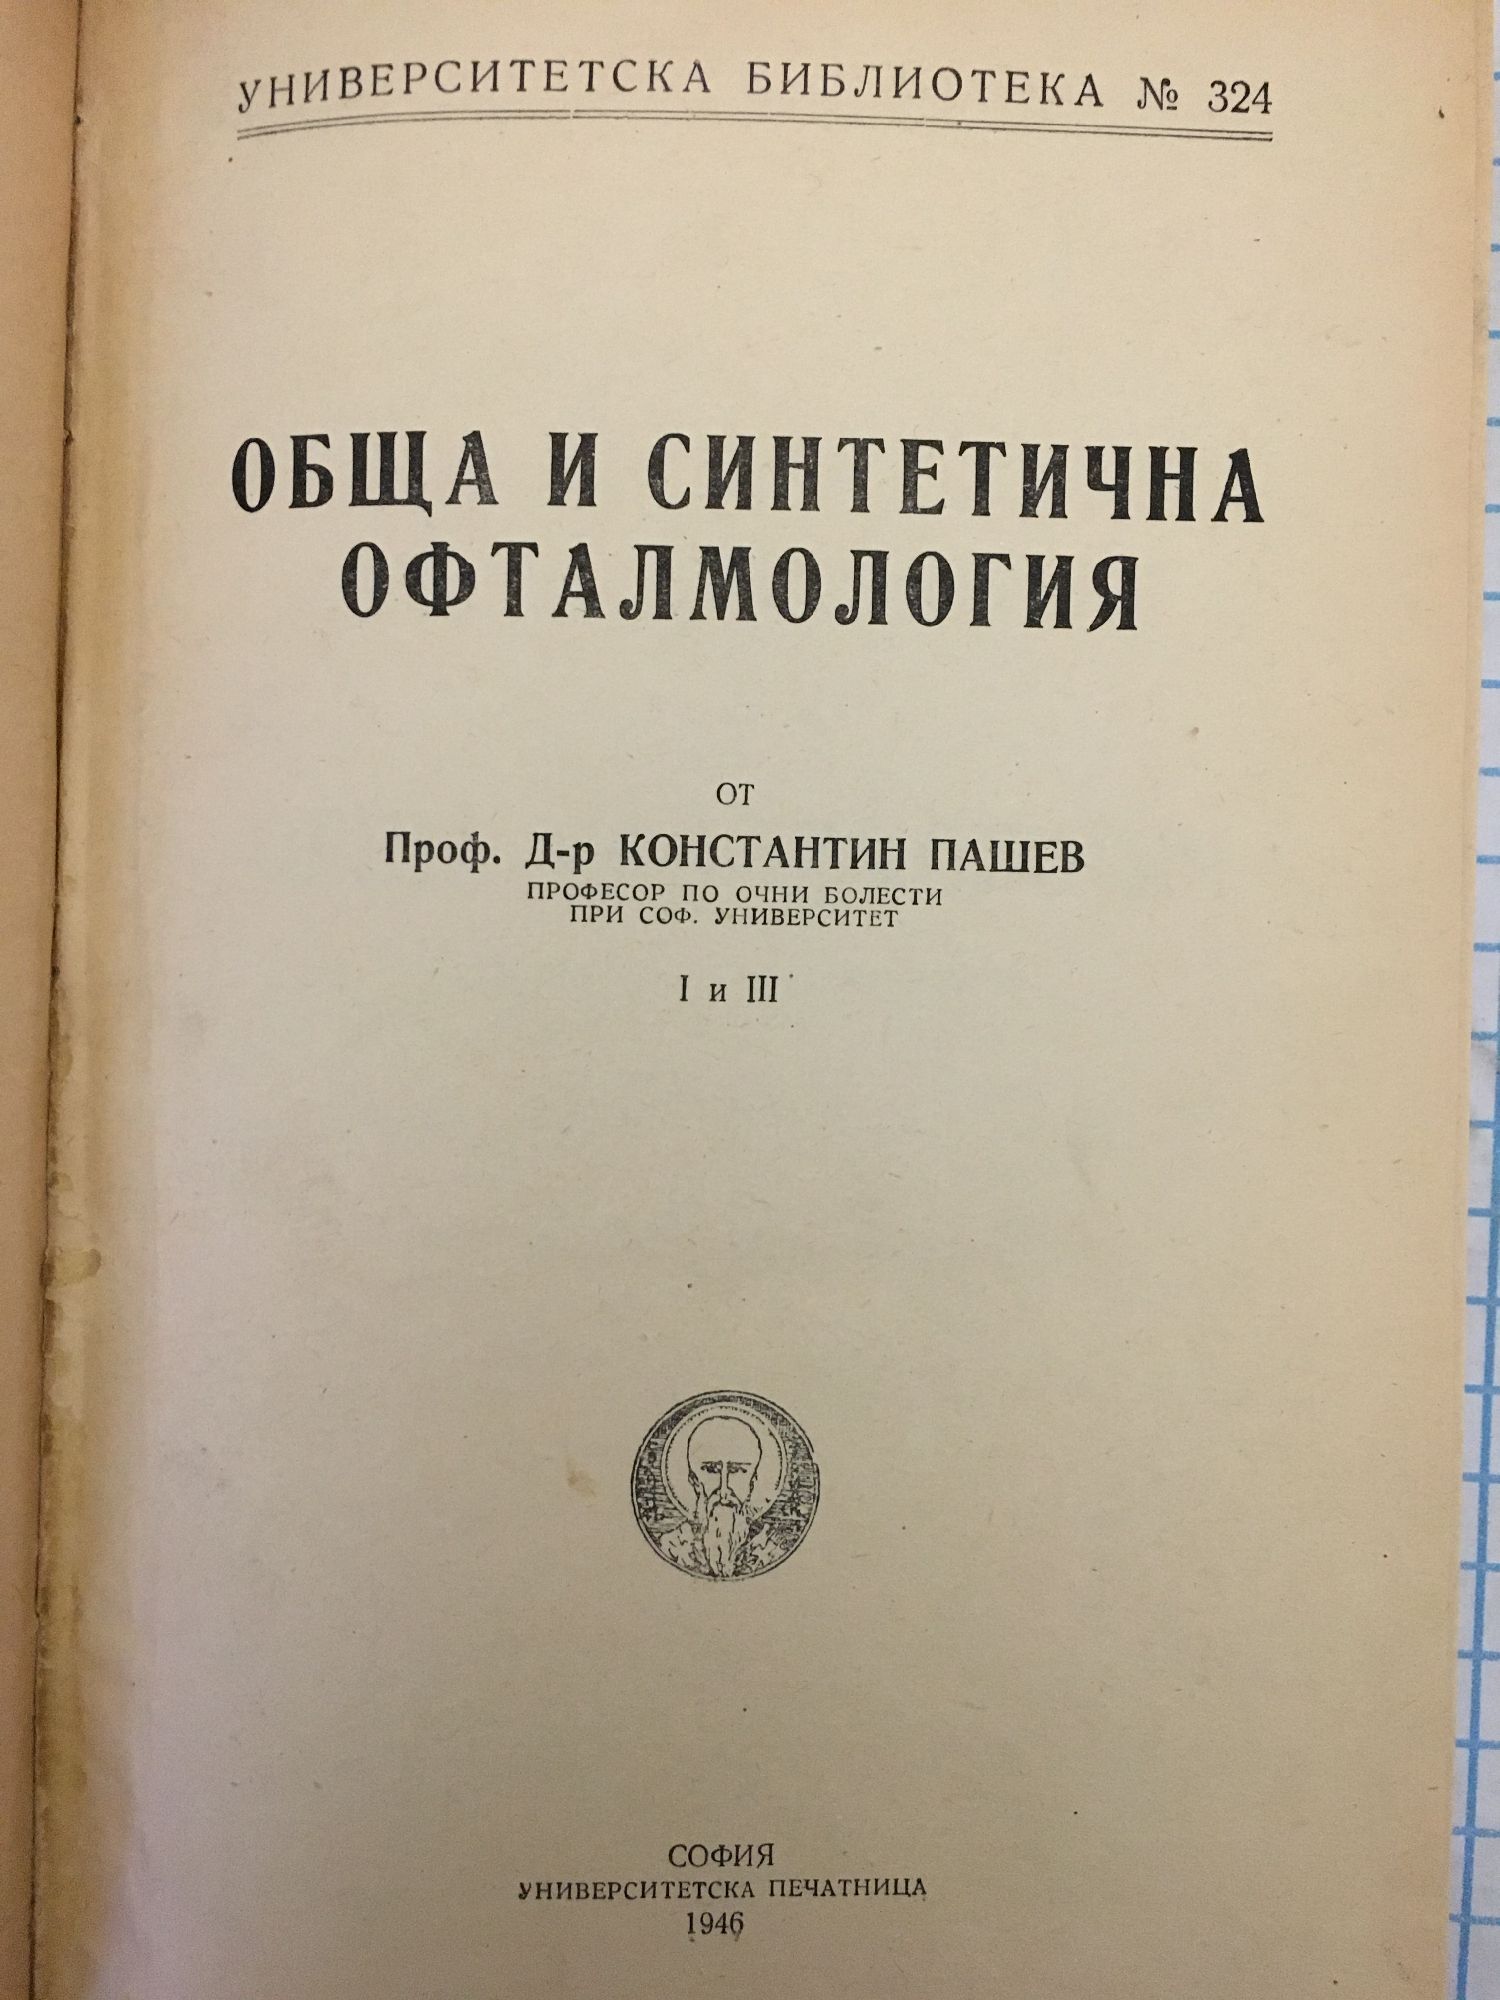 УНИВЕРСИТЕТСКА БИБЛИОТЕКА № 324
ОБЩА И СИНТЕТИЧНА
ОФТАЛМОЛОГИЯ
ОТ
Проф. Д-р КОНСТАНТИН ПАШЕВ
ПРОФЕСОР ПО ОЧНИ БОЛЕСТИ
ПРИ СОФ. УНИВЕРСИТЕТ
I и III
СОФИЯ
УНИВЕРСИТЕТСКА ПЕЧАТНИЦА
1946